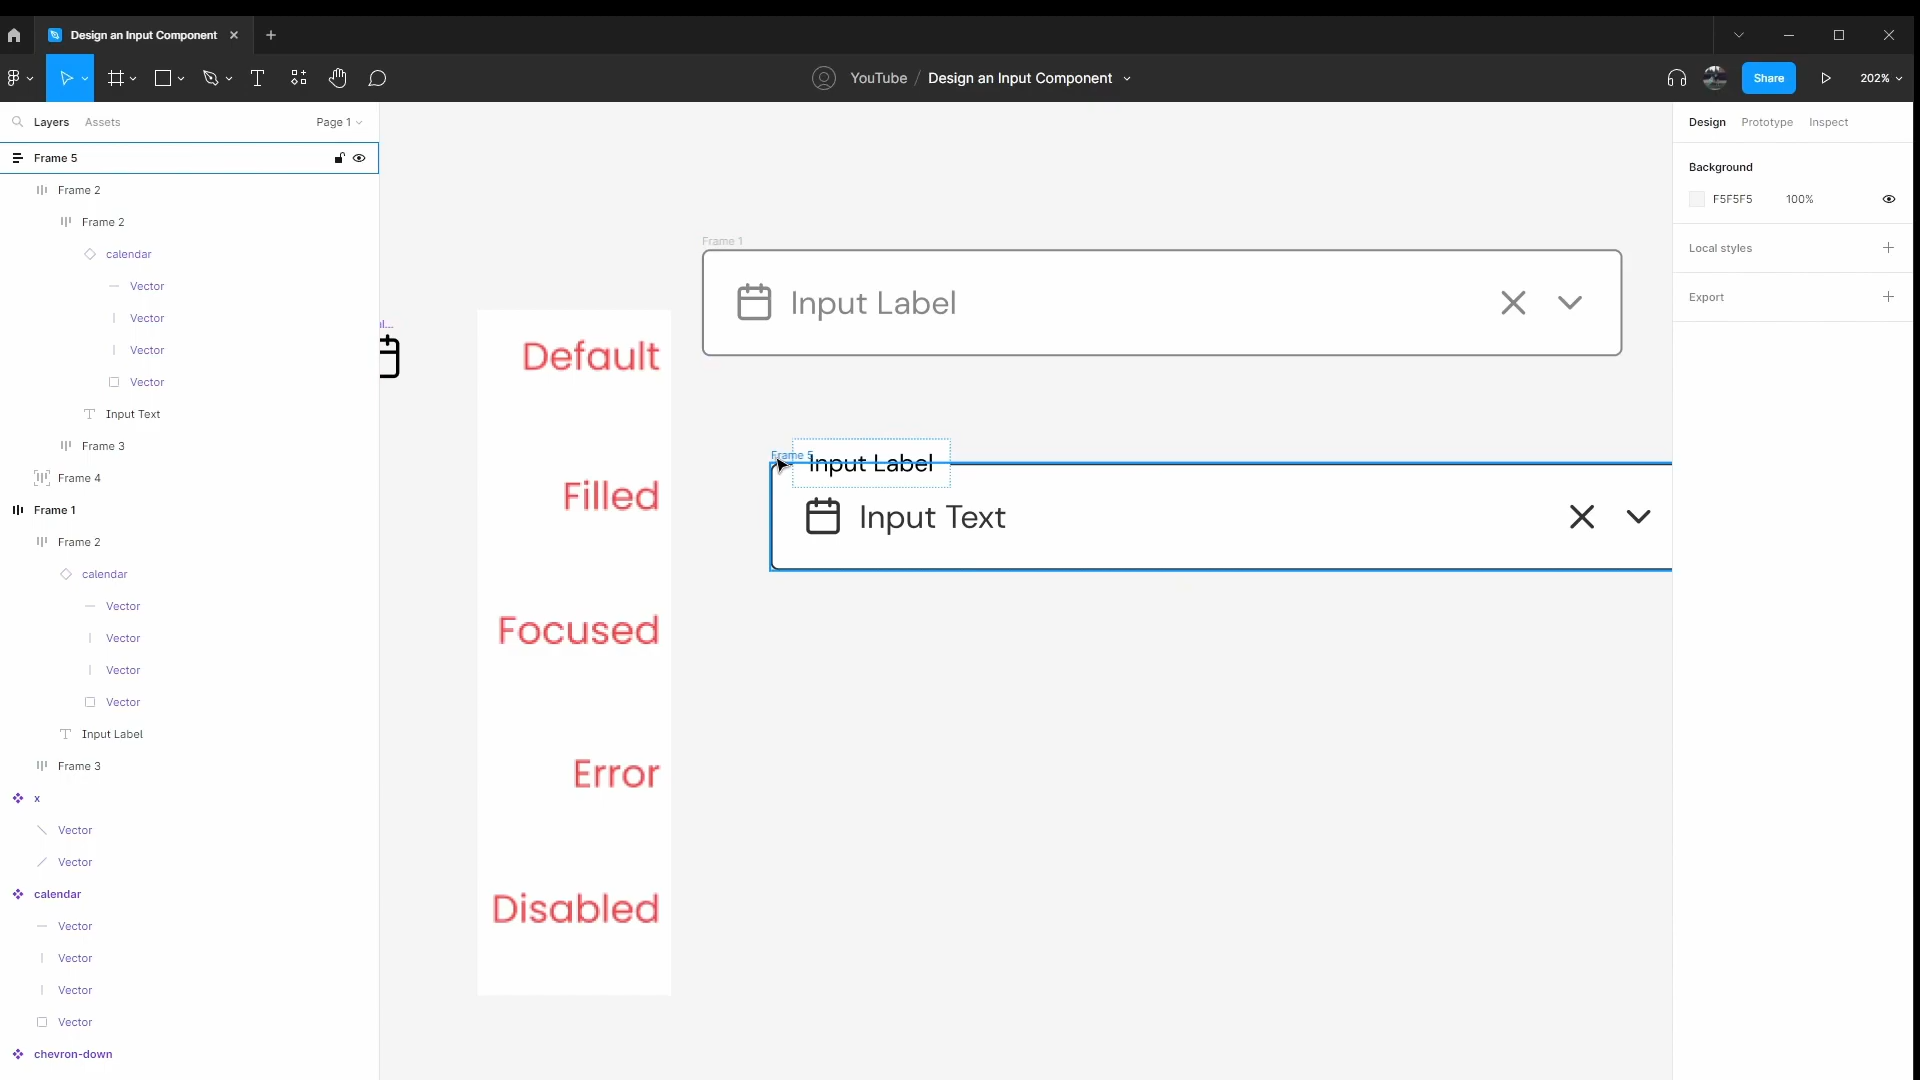 Design an Input Component
YouTube / Design an Input Component
Share
202%
Layers
Assets
Page 1
Frame 5
Frame 2
Frame 2
calendar
Vector
Vector
Vector
Vector
Input Text
Frame 3
Frame 4
Frame 1
Frame 2
calendar
Vector
Vector
Vector
Vector
Input Label
Frame 3
x
Vector
Vector
calendar
Vector
Vector
Vector
Vector
chevron-down
Default
Filled
Focused
Error
Disabled
Frame 1
Input Label
Frame 5
Input Label
Input Text
Design
Prototype
Inspect
Background
F5F5F5
100%
Local styles
Export